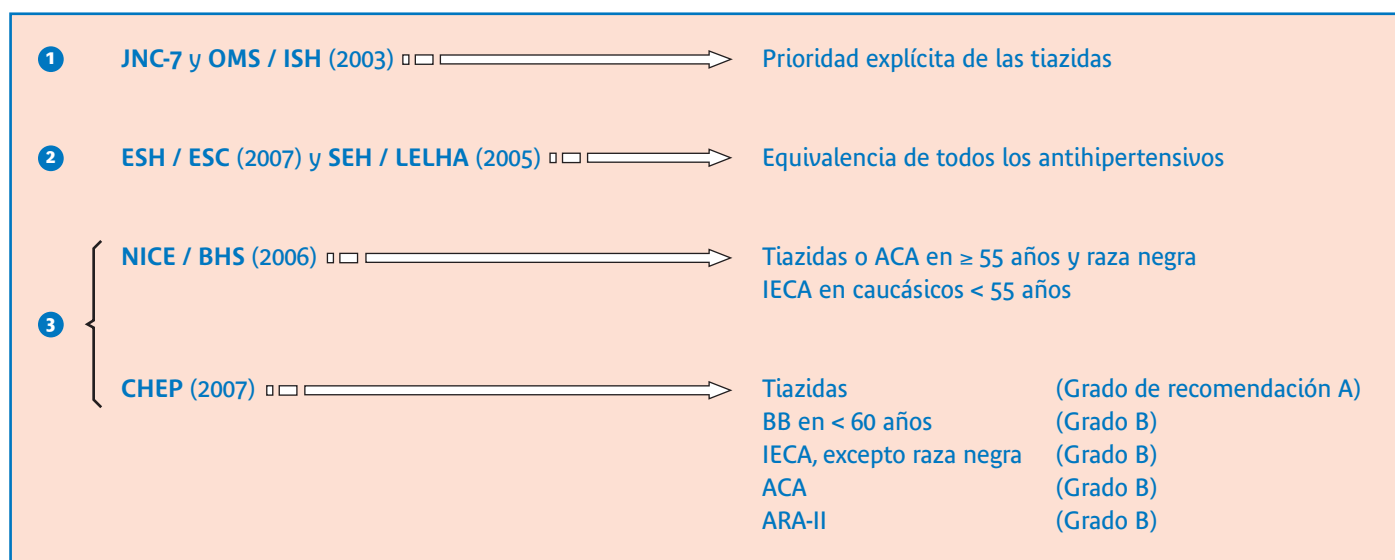 1 JNC-7 y OMS / ISH (2003) Prioridad explícita de las tiazidas
2 ESH / ESC (2007) y SEH / LELHA (2005) Equivalencia de todos los antihipertensivos
NICE / BHS (2006) Tiazidas o ACA en ≥ 55 años y raza negra
IECA en caucásicos < 55 años
3
CHEP (2007) Tiazidas (Grado de recomendación A)
BB en < 60 años (Grado B)
IECA, excepto raza negra (Grado B)
ACA (Grado B)
ARA-II (Grado B)